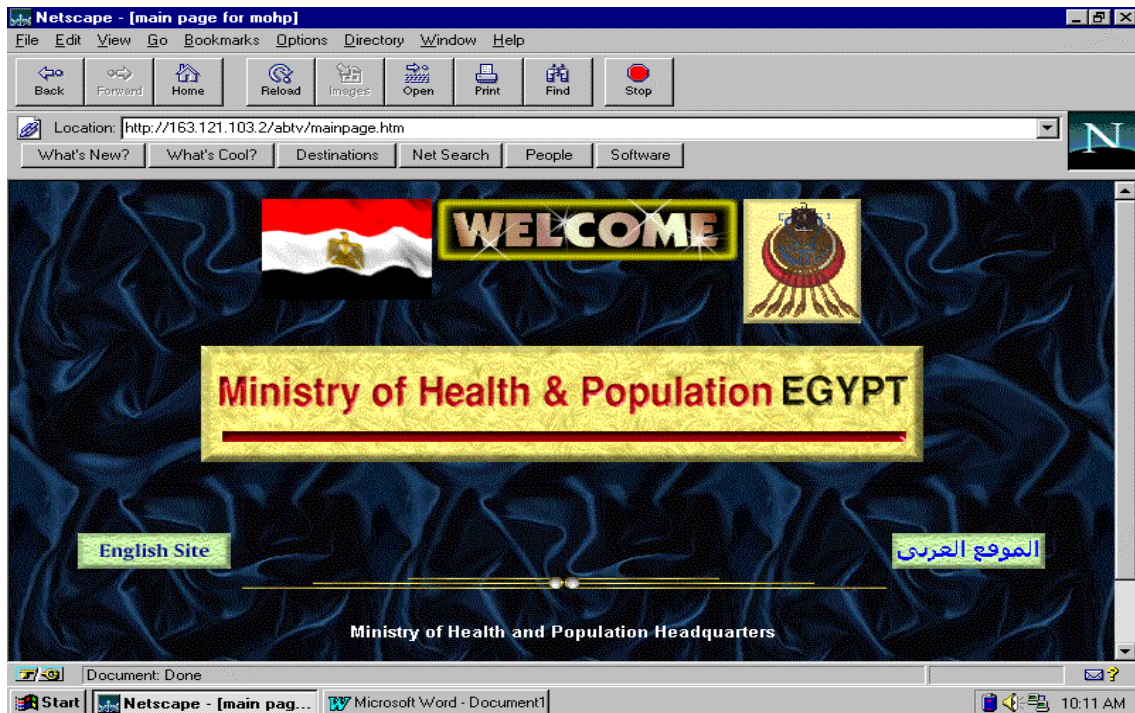 Netscape - [main page for mohp]
File Edit View Go Bookmarks Options Directory Window Help
Back Forward Home Reload Images Open Print Find Stop
Location: http://163.121.103.2/abtv/mainpage.htm
N
What's New? What's Cool? Destinations Net Search People Software
WELCOME
Ministry of Health & Population EGYPT
English Site الموقع العربى
Ministry of Health and Population Headquarters
Document: Done
Start Netscape - [main pag... Microsoft Word - Document1 10:11 AM